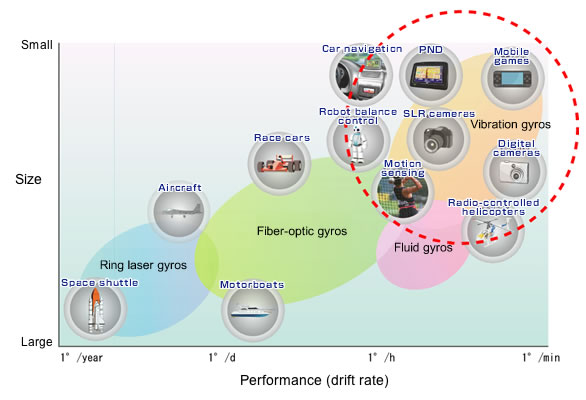 Small
Size
Large
Car navigation
PND
Mobile
games
Robot balance
control
SLR cameras
Vibration gyros
Race cars
Digital
cameras
Motion
sensing
Aircraft
Radio-controlled
helicopters
Fiber-optic gyros
Fluid gyros
Ring laser gyros
Space shuttle
Motorboats
1° /year
1° /d
1° /h
1° /min
Performance (drift rate)